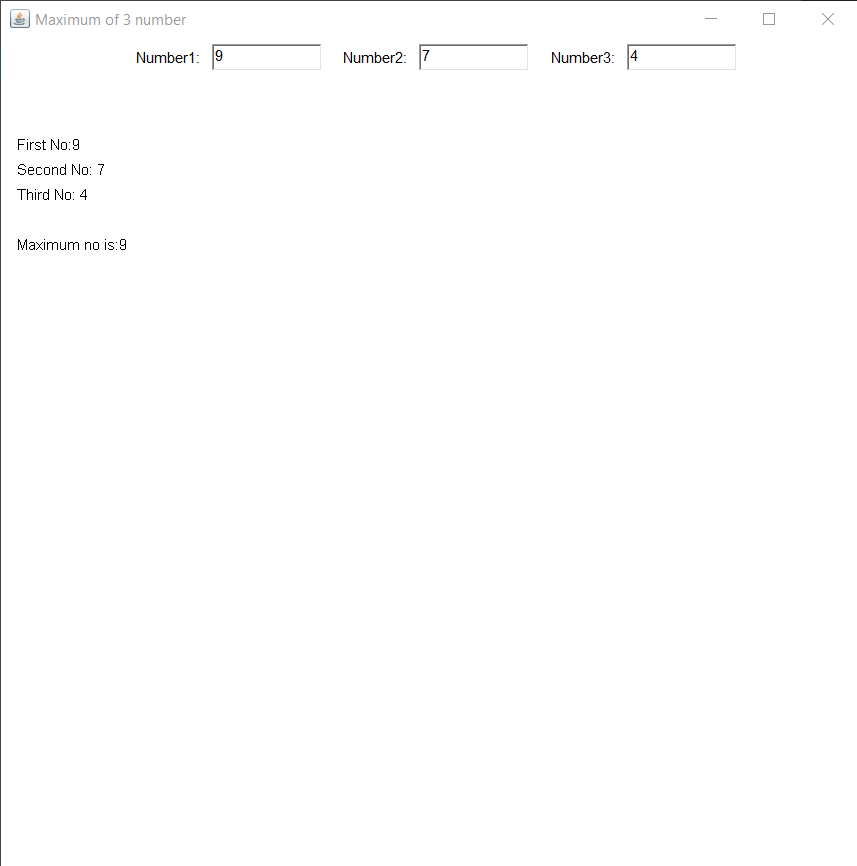 Maximum of 3 number
Number1: 9 Number2: 7 Number3: 4
First No:9
Second No: 7
Third No: 4
Maximum no is:9